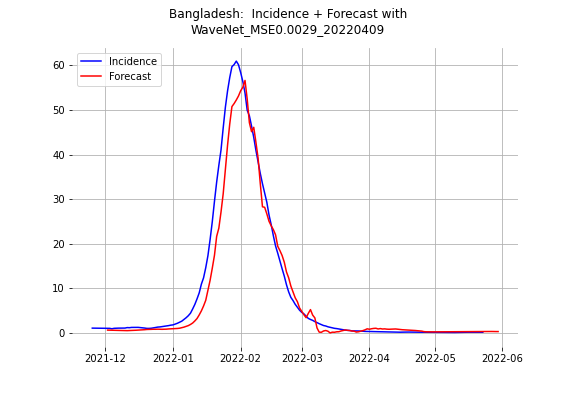 Bangladesh:  Incidence + Forecast with
WaveNet_MSE0.0029_20220409
Incidence
Forecast
60
50
40
30
20
10
0
2021-12 2022-01 2022-02 2022-03 2022-04 2022-05 2022-06